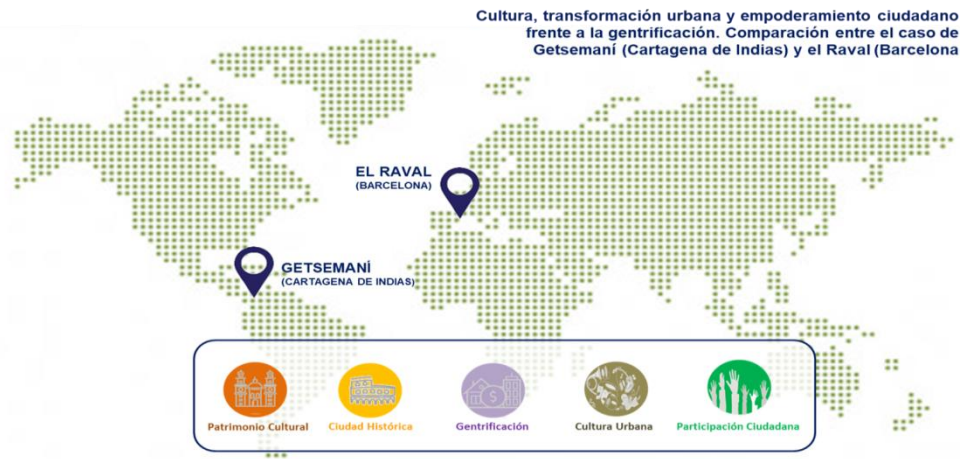 Cultura, transformación urbana y empoderamiento ciudadano
frente a la gentrificación. Comparación entre el caso de
Getsemaní (Cartagena de Indias) y el Raval (Barcelona
EL RAVAL
(BARCELONA)
GETSEMANÍ
(CARTAGENA DE INDIAS)
$
Patrimonio Cultural
Ciudad Histórica
Gentrificación
Cultura Urbana
Participación Ciudadana